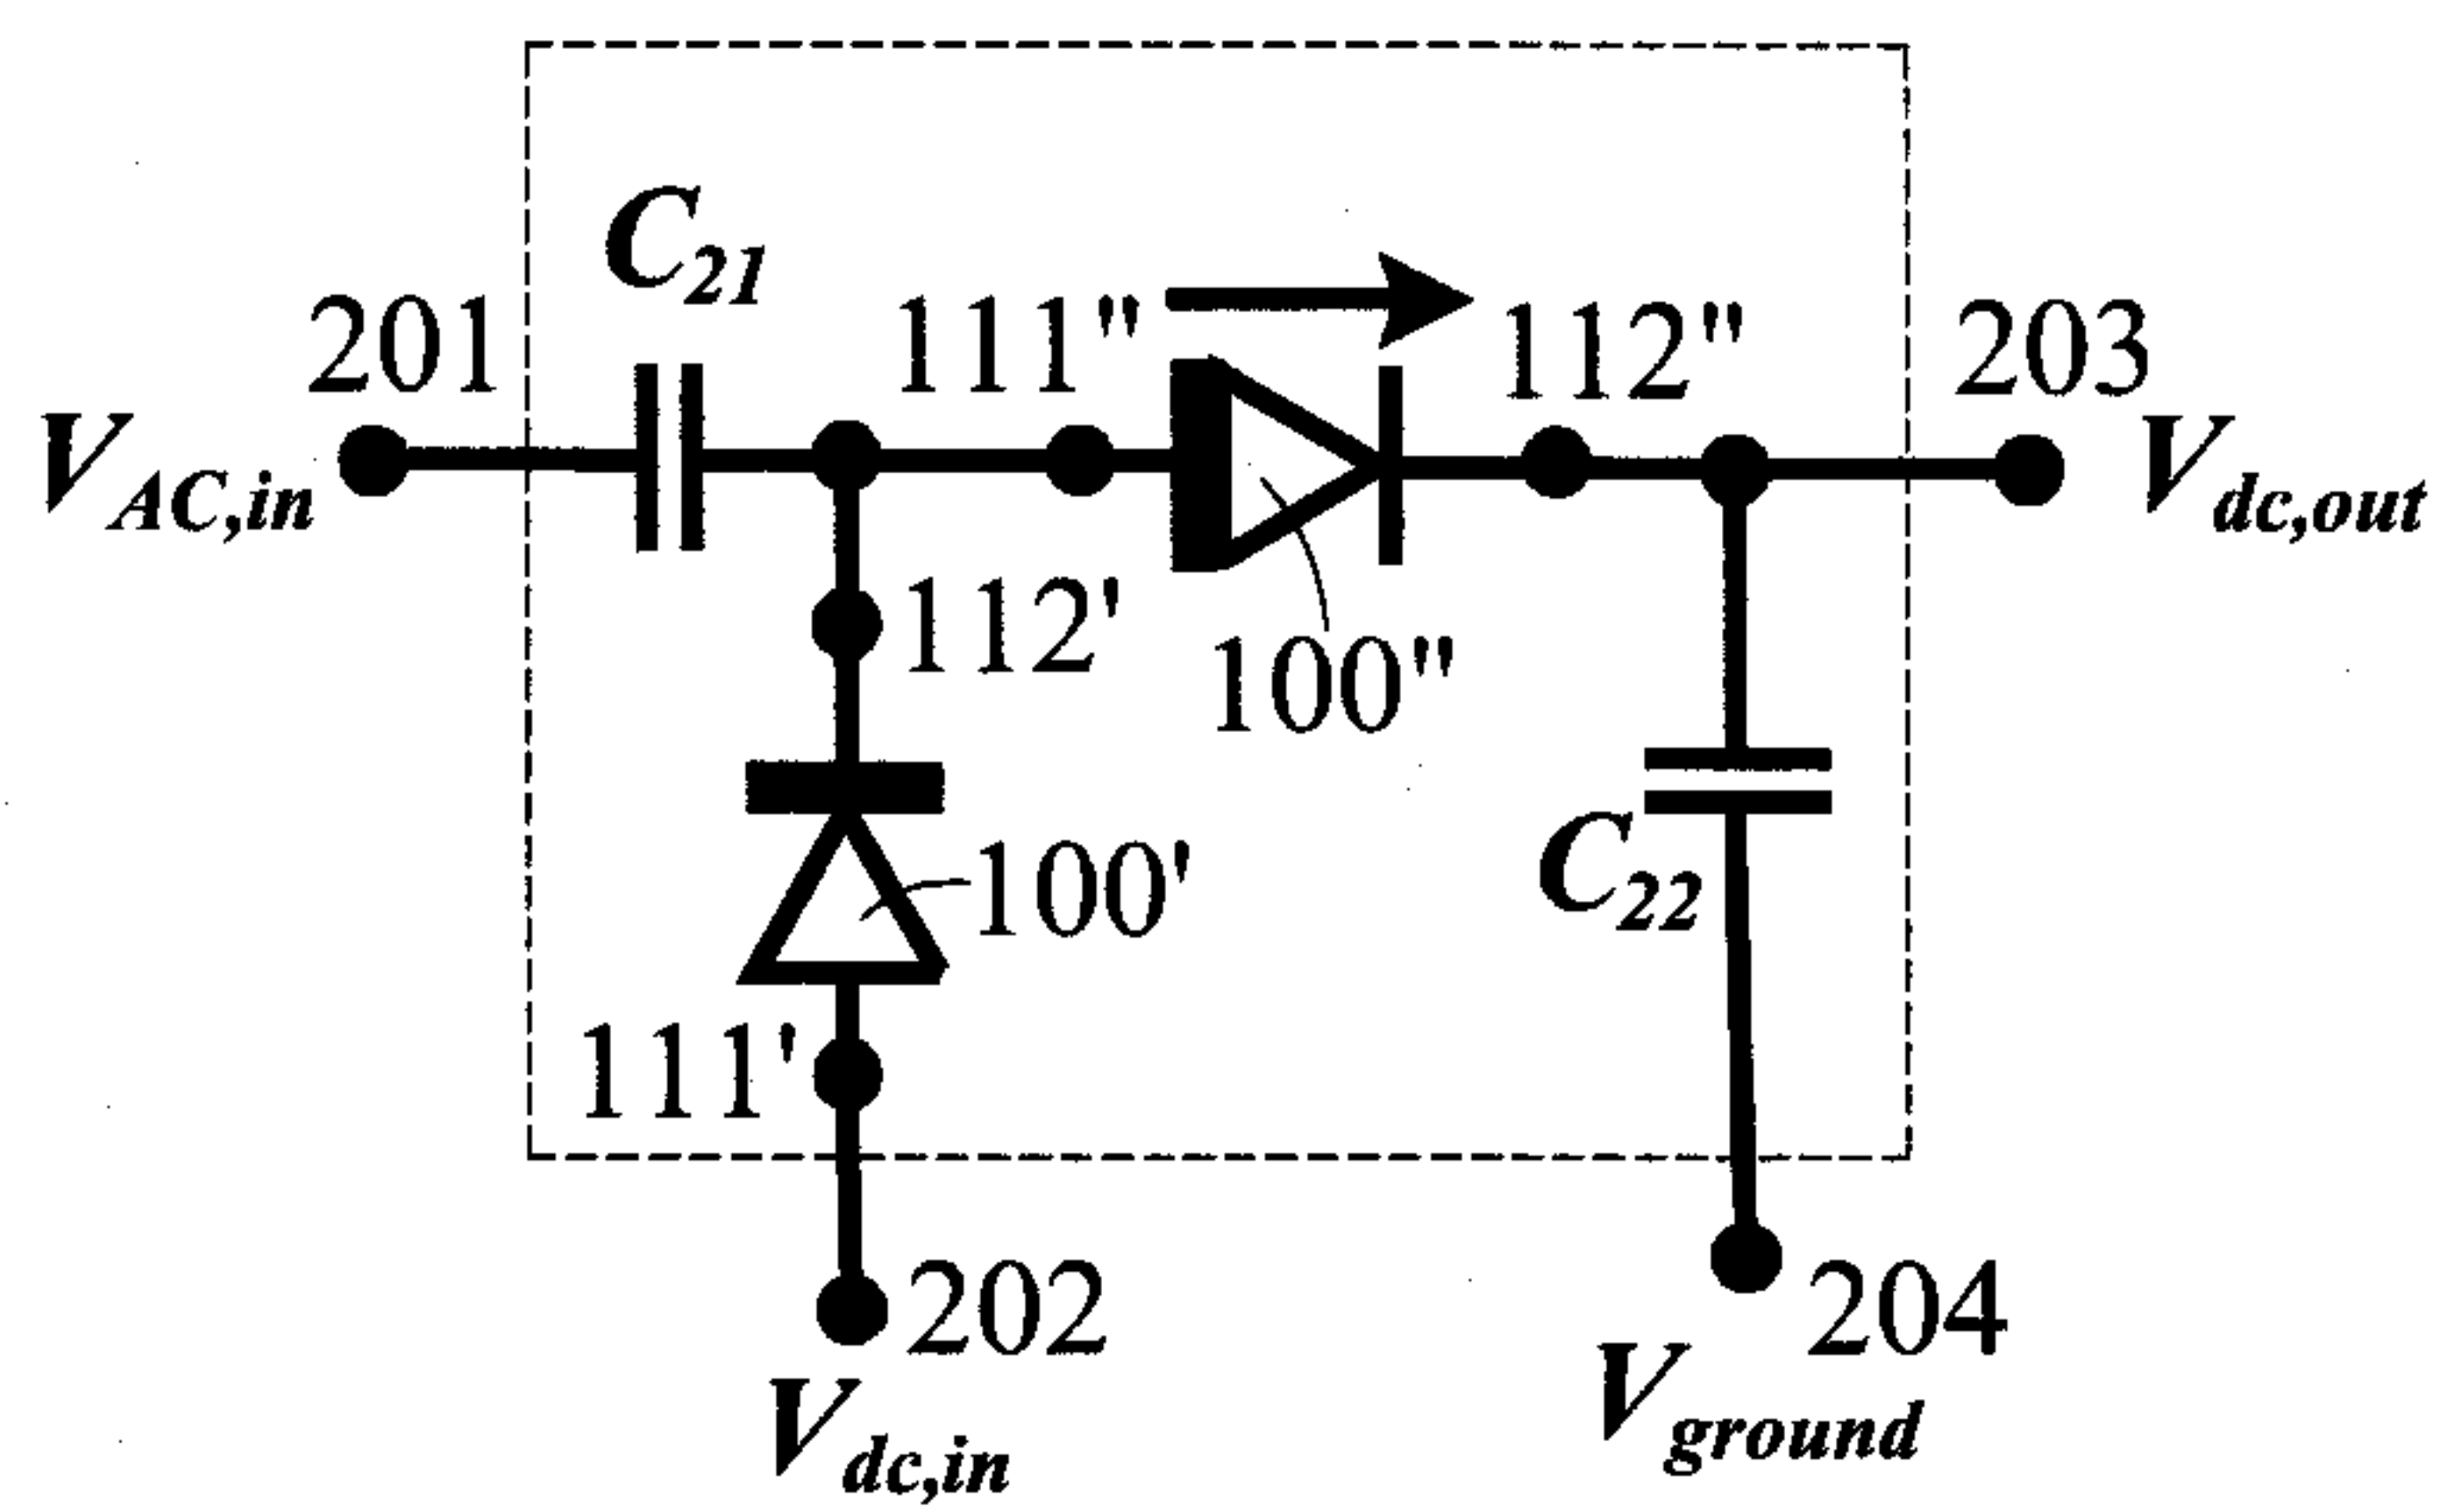 C21
201
111"
112"
203
VAC,in
Vdc,out
112'
100"
100'
C22
111'
202
204
Vdc,in
Vground